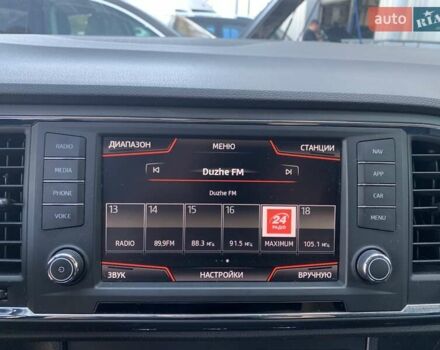 auto RIA
RADIO
MEDIA
PHONE
VOICE
ДИАПАЗОН МЕНЮ СТАНЦИИ
Duzhe FM
Duzhe FM
13 14 15 16 18
24
РАДІО
RADIO 89,9FM 88.3 мгц 91.5 мгц MAXIMUM 105.1 мгц
ЗВУК НАСТРОЙКИ ВРУЧНУЮ
NAV
APP
CAR
MENU